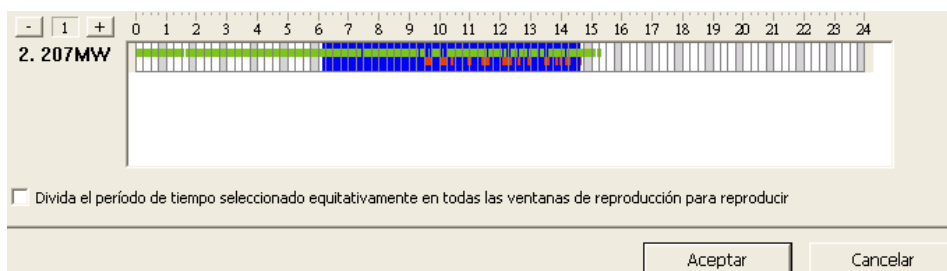 - 1 + 0 1 2 3 4 5 6 7 8 9 10 11 12 13 14 15 16 17 18 19 20 21 22 23 24
2. 207MW
Divida el período de tiempo seleccionado equitativamente en todas las ventanas de reproducción para reproducir
Aceptar Cancelar